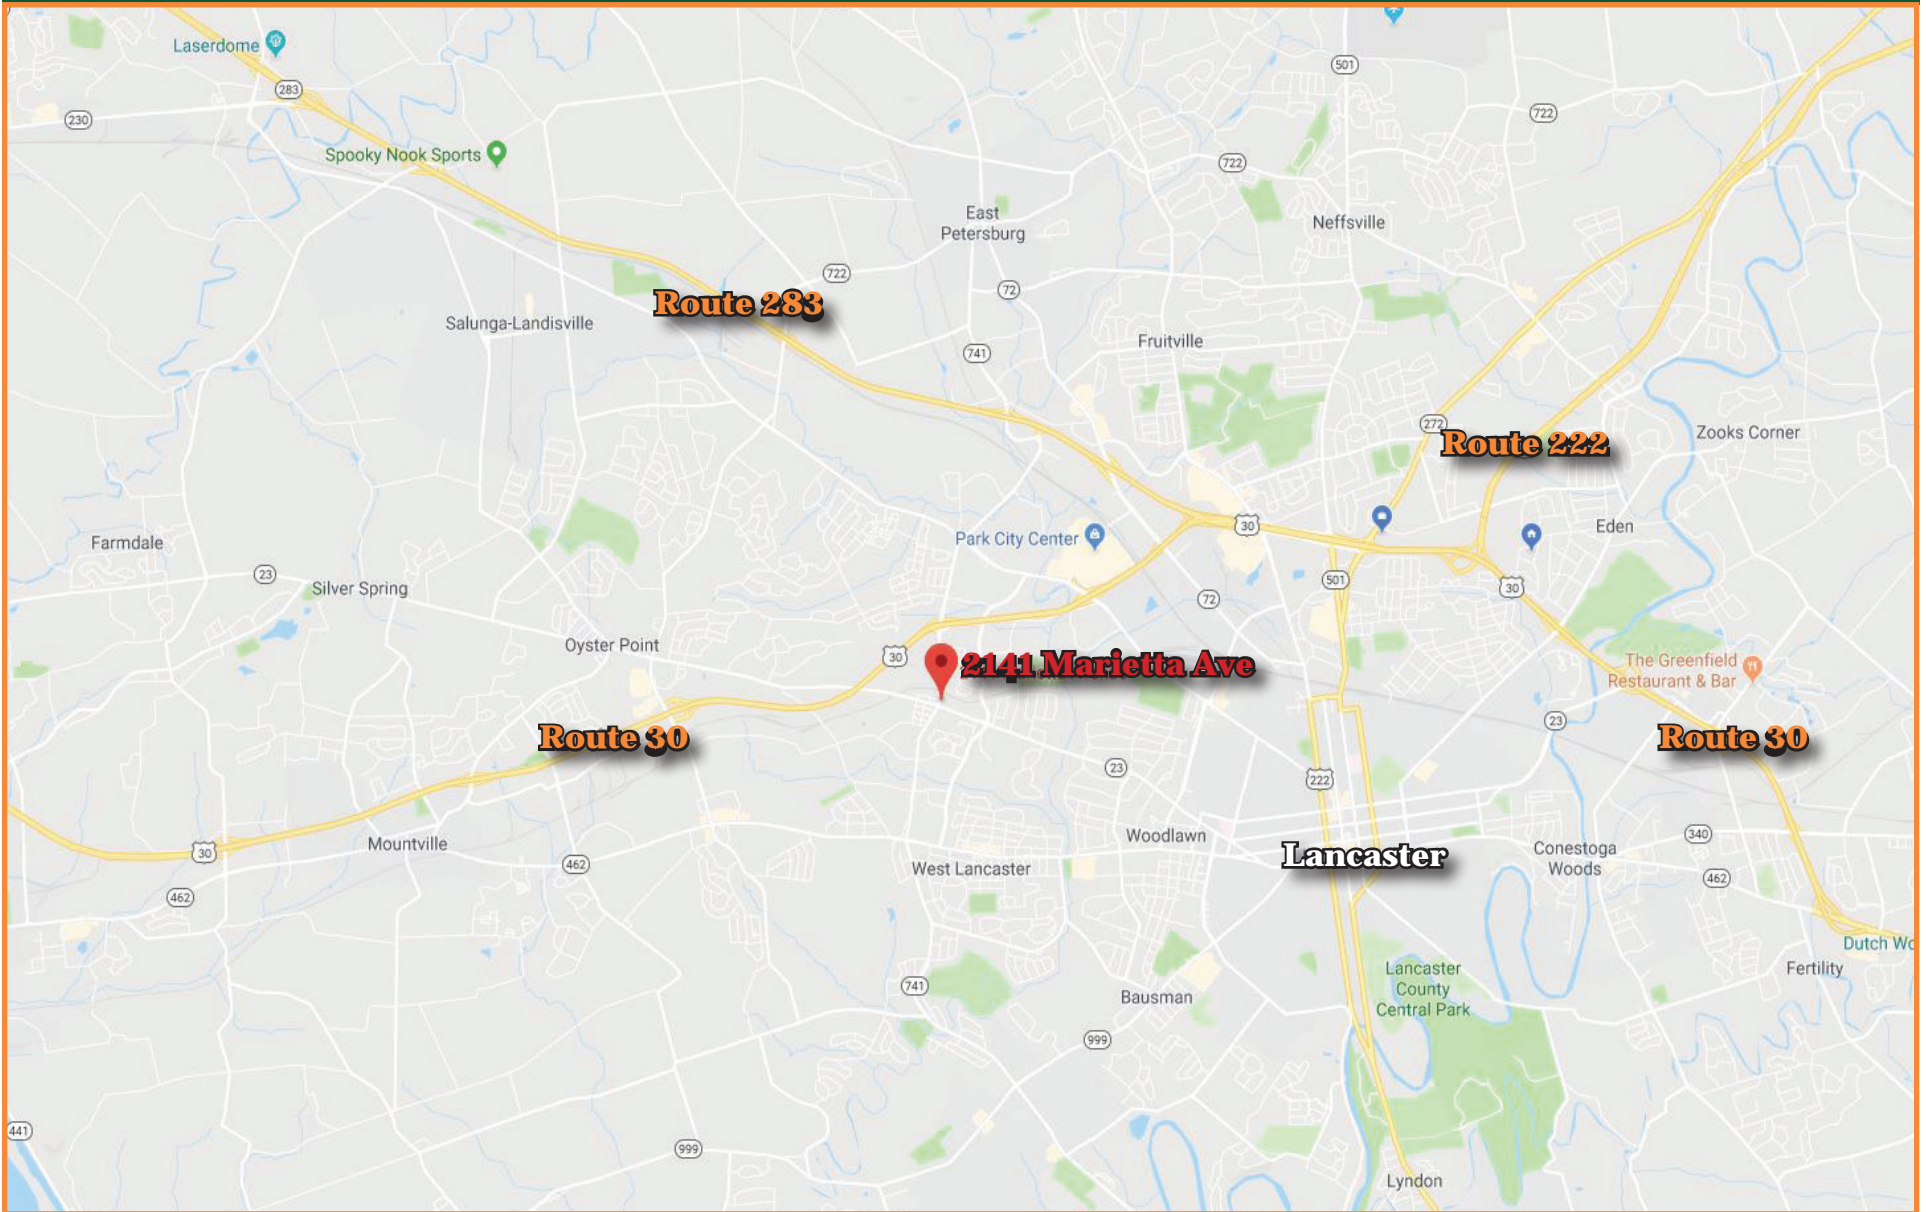 Laserdome
501
283
722
230
Spooky Nook Sports
722
East
Petersburg
Neffsville
722
72
Route 283
Salunga-Landisville
Fruitville
741
272
Route 222
Zooks Corner
30
Eden
Park City Center
Farmdale
23
Silver Spring
501
30
72
Oyster Point
30
2141 Marietta Ave
The Greenfield
Restaurant & Bar
23
Route 30
Route 30
23
222
Mountville
30
Woodlawn
340
Lancaster
Conestoga
Woods
462
West Lancaster
462
462
Dutch Wo
Lancaster
County
Central Park
Fertility
741
Bausman
999
441
999
Lyndon